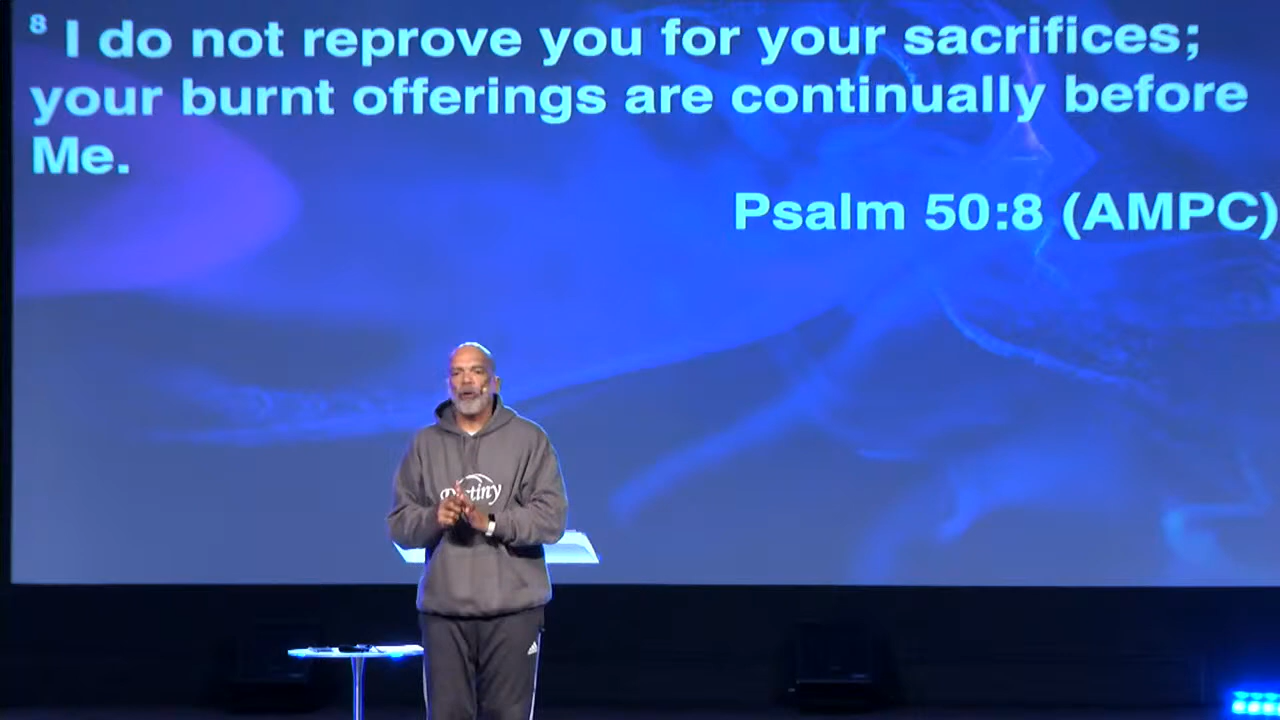 8 I do not reprove you for your sacrifices;
your burnt offerings are continually before
Me.
Psalm 50:8 (AMPC)